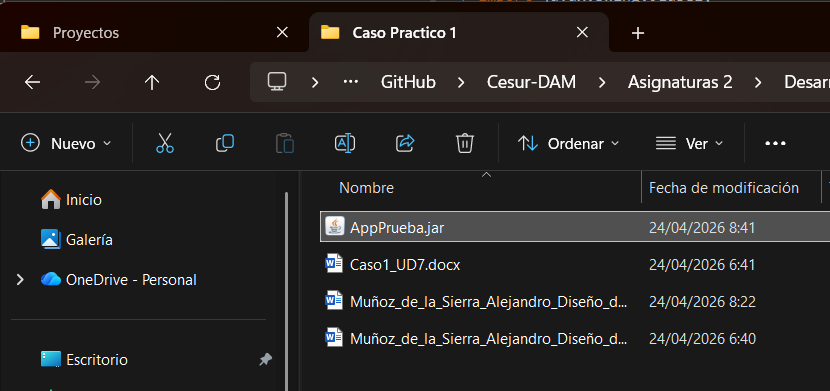 Proyectos
Caso Practico 1
GitHub > Cesur-DAM > Asignaturas 2 >
Nuevo
Ordenar
Ver
Nombre
Fecha de modificación
Inicio
Galería
OneDrive - Personal
Escritorio
AppPrueba.jar 24/04/2026 8:41
Caso1_UD7.docx 24/04/2026 6:41
Muñoz_de_la_Sierra_Alejandro_Diseño_d... 24/04/2026 8:22
Muñoz_de_la_Sierra_Alejandro_Diseño_d... 24/04/2026 6:40